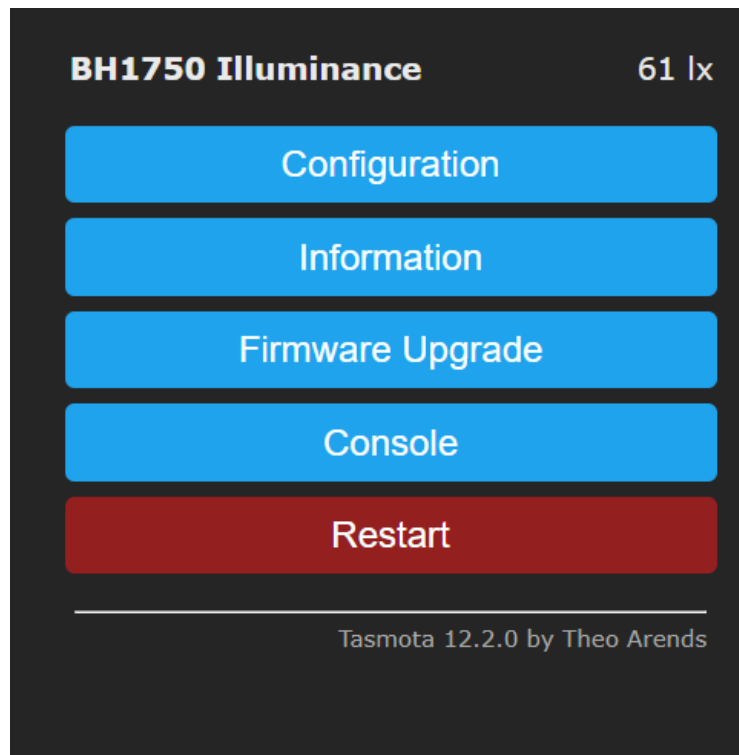 BH1750 Illuminance 61 lx
Configuration
Information
Firmware Upgrade
Console
Restart
Tasmota 12.2.0 by Theo Arends